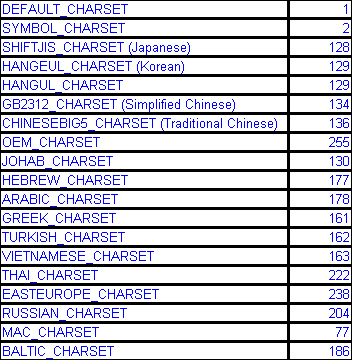 DEFAULT_CHARSET 1
SYMBOL_CHARSET 2
SHIFTJIS_CHARSET (Japanese) 128
HANGEUL_CHARSET (Korean) 129
HANGUL_CHARSET 129
GB2312_CHARSET (Simplified Chinese) 134
CHINESEBIG5_CHARSET (Traditional Chinese) 136
OEM_CHARSET 255
JOHAB_CHARSET 130
HEBREW_CHARSET 177
ARABIC_CHARSET 178
GREEK_CHARSET 161
TURKISH_CHARSET 162
VIETNAMESE_CHARSET 163
THAI_CHARSET 222
EASTEUROPE_CHARSET 238
RUSSIAN_CHARSET 204
MAC_CHARSET 77
BALTIC_CHARSET 186